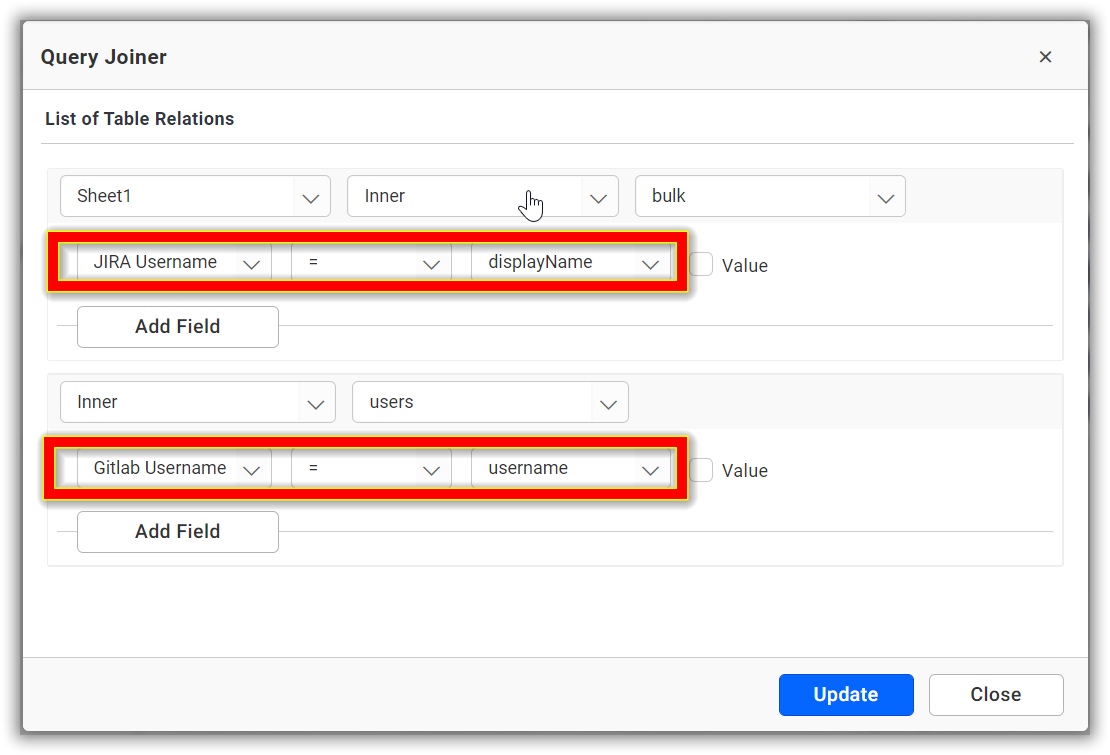 Query Joiner
List of Table Relations
Sheet1 Inner bulk
JIRA Username = displayName Value
Add Field
Inner users
Gitlab Username = username Value
Add Field
Update Close